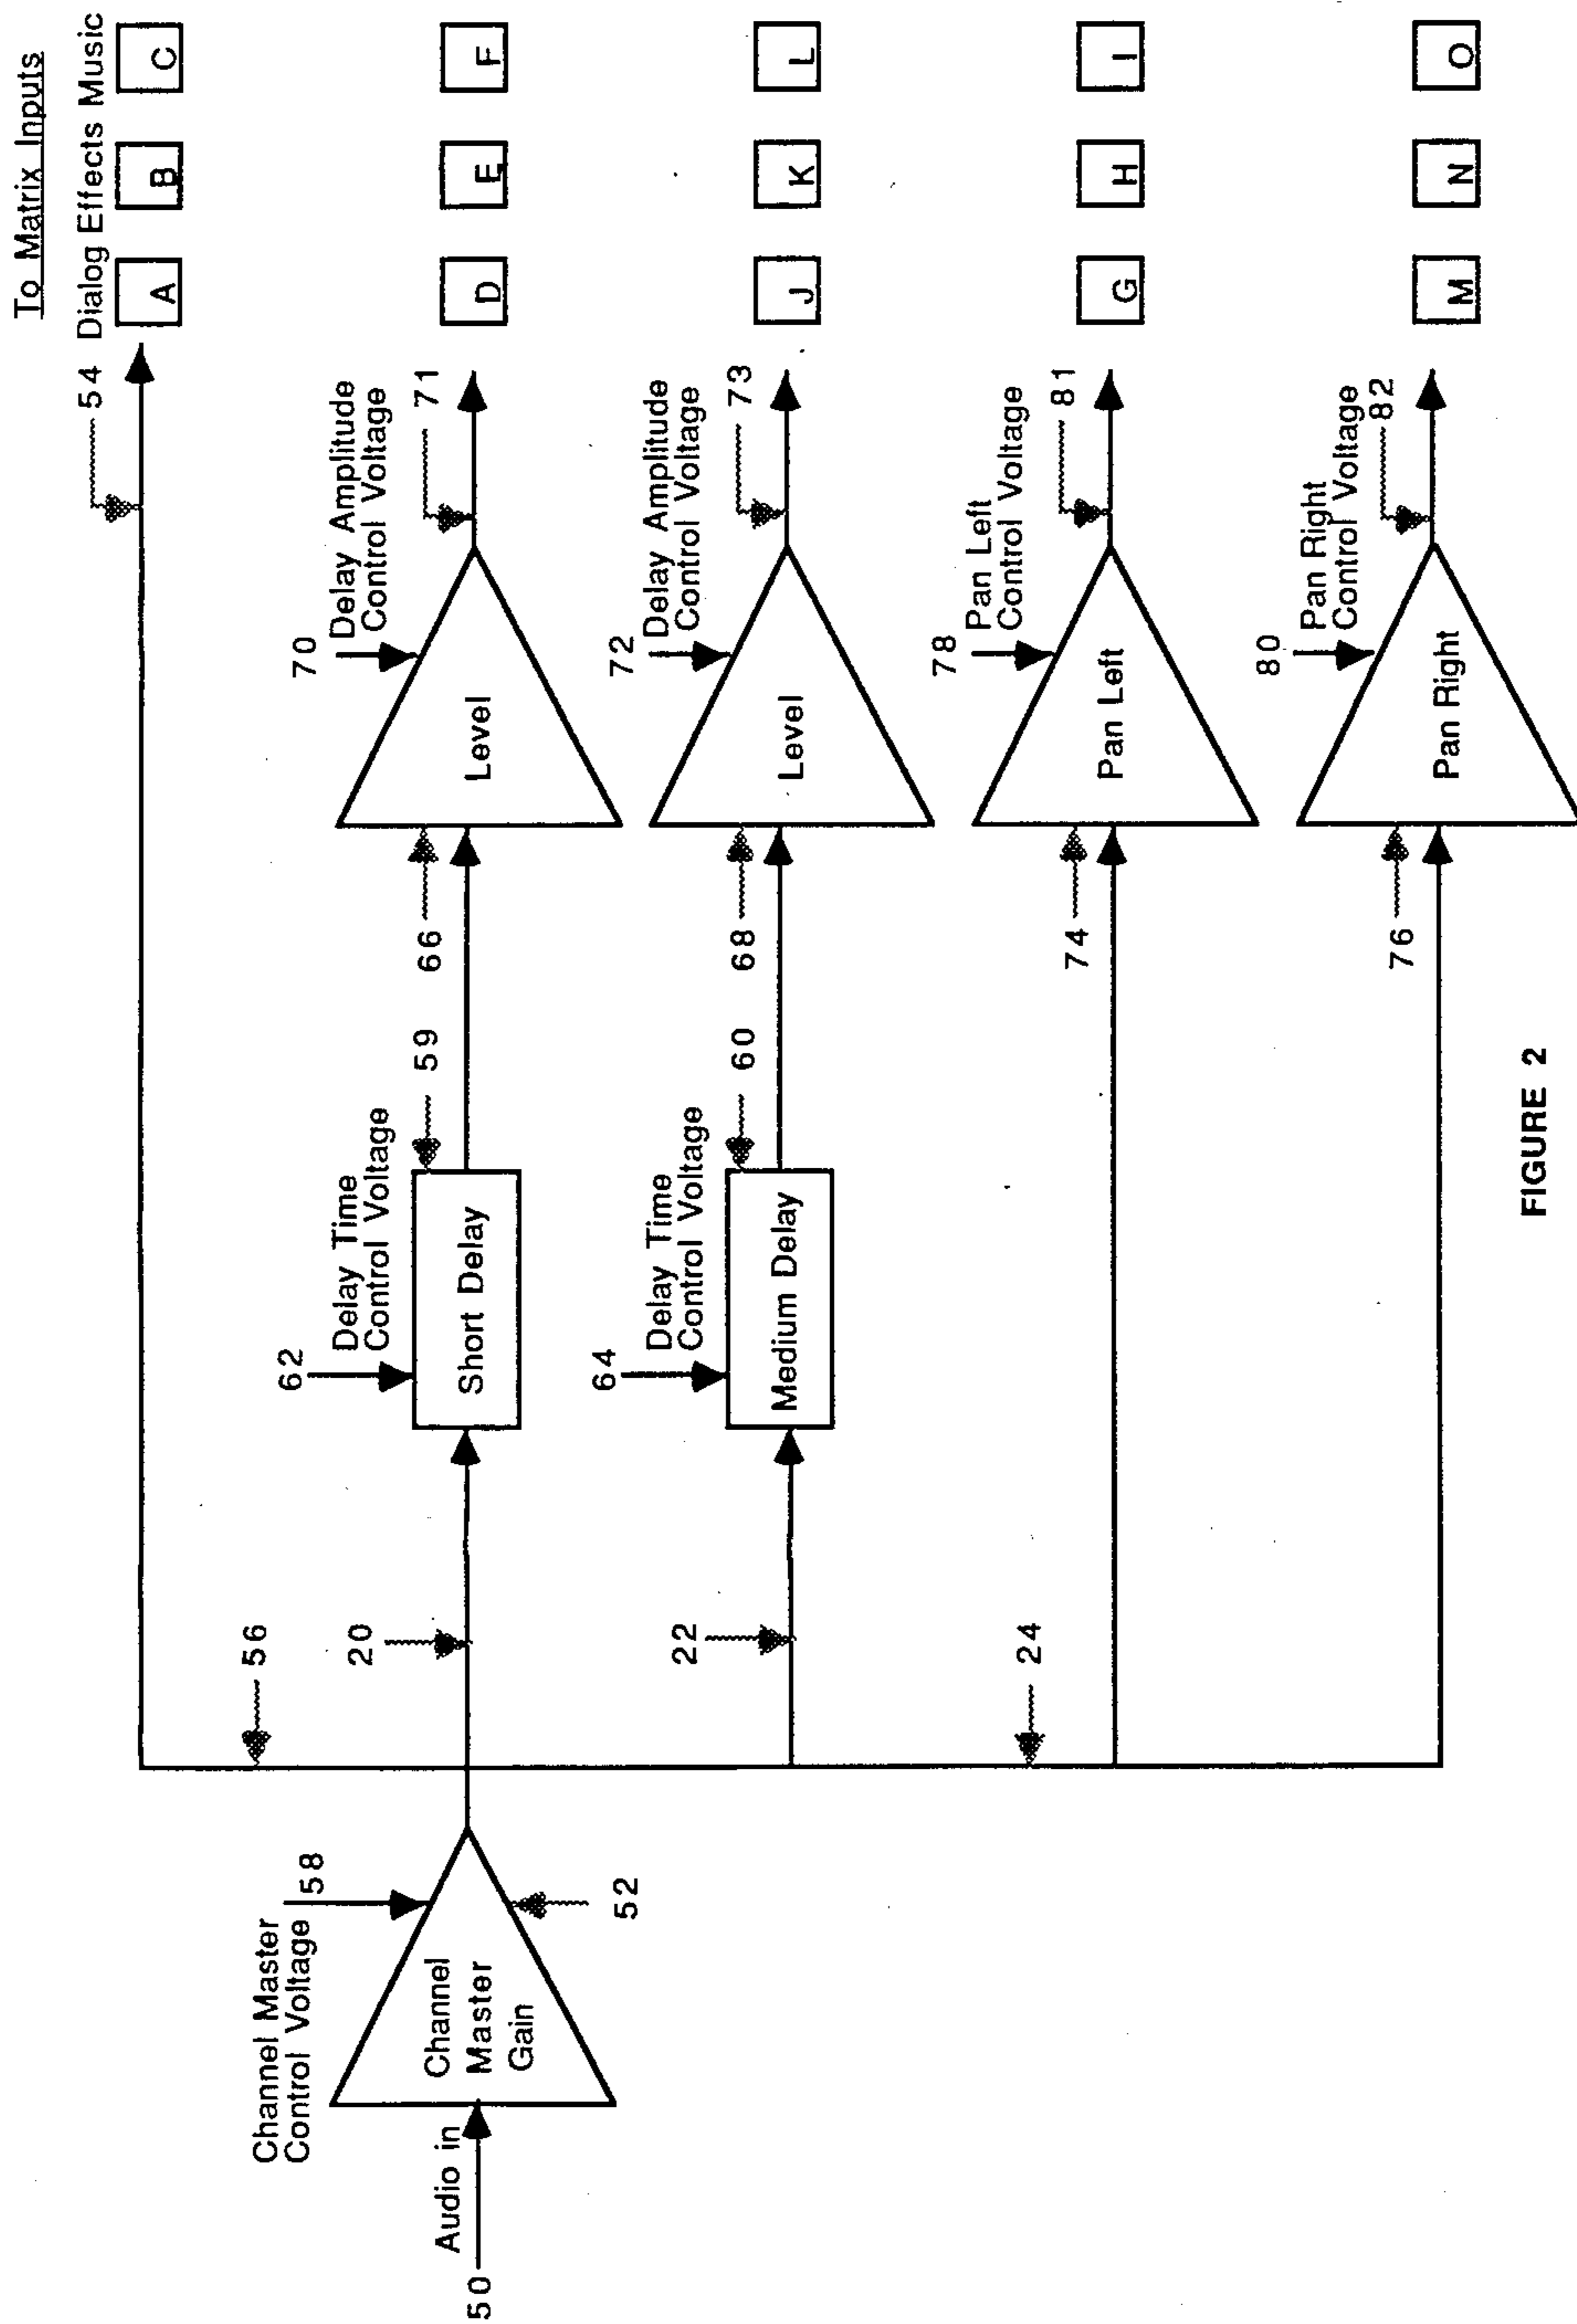 To Matrix Inputs
Dialog Effects Music
54
A
B
C
56
Channel Master
Control Voltage
58
50
Audio in
Channel
Master
Gain
52
20
62
Delay Time
Control Voltage
Short Delay
59
66
70
Delay Amplitude
Control Voltage
Level
71
D
E
F
22
64
Delay Time
Control Voltage
Medium Delay
60
68
72
Delay Amplitude
Control Voltage
Level
73
J
K
L
24
74
78
Pan Left
Control Voltage
Pan Left
81
G
H
I
76
80
Pan Right
Control Voltage
Pan Right
82
M
N
O
FIGURE 2